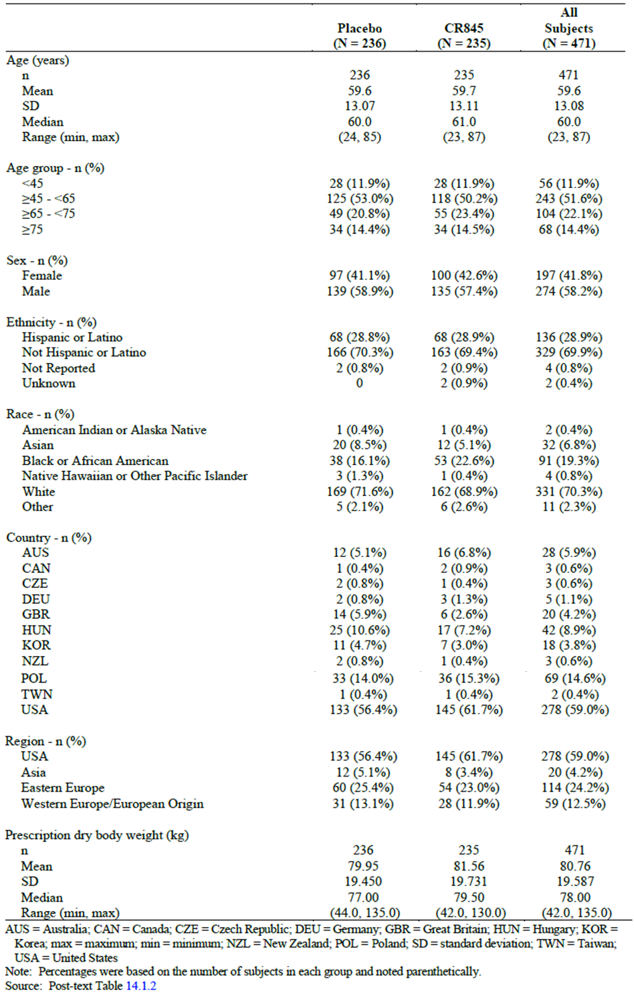 All
Placebo CR845 Subjects
(N = 236) (N = 235) (N = 471)
Age (years)
n 236 235 471
Mean 59.6 59.7 59.6
SD 13.07 13.11 13.08
Median 60.0 61.0 60.0
Range (min, max) (24, 85) (23, 87) (23, 87)
Age group - n (%)
<45 28 (11.9%) 28 (11.9%) 56 (11.9%)
≥45 - <65 125 (53.0%) 118 (50.2%) 243 (51.6%)
≥65 - <75 49 (20.8%) 55 (23.4%) 104 (22.1%)
≥75 34 (14.4%) 34 (14.5%) 68 (14.4%)
Sex - n (%)
Female 97 (41.1%) 100 (42.6%) 197 (41.8%)
Male 139 (58.9%) 135 (57.4%) 274 (58.2%)
Ethnicity - n (%)
Hispanic or Latino 68 (28.8%) 68 (28.9%) 136 (28.9%)
Not Hispanic or Latino 166 (70.3%) 163 (69.4%) 329 (69.9%)
Not Reported 2 (0.8%) 2 (0.9%) 4 (0.8%)
Unknown 0 2 (0.9%) 2 (0.4%)
Race - n (%)
American Indian or Alaska Native 1 (0.4%) 1 (0.4%) 2 (0.4%)
Asian 20 (8.5%) 12 (5.1%) 32 (6.8%)
Black or African American 38 (16.1%) 53 (22.6%) 91 (19.3%)
Native Hawaiian or Other Pacific Islander 3 (1.3%) 1 (0.4%) 4 (0.8%)
White 169 (71.6%) 162 (68.9%) 331 (70.3%)
Other 5 (2.1%) 6 (2.6%) 11 (2.3%)
Country - n (%)
AUS 12 (5.1%) 16 (6.8%) 28 (5.9%)
CAN 1 (0.4%) 2 (0.9%) 3 (0.6%)
CZE 2 (0.8%) 1 (0.4%) 3 (0.6%)
DEU 2 (0.8%) 3 (1.3%) 5 (1.1%)
GBR 14 (5.9%) 6 (2.6%) 20 (4.2%)
HUN 25 (10.6%) 17 (7.2%) 42 (8.9%)
KOR 11 (4.7%) 7 (3.0%) 18 (3.8%)
NZL 2 (0.8%) 1 (0.4%) 3 (0.6%)
POL 33 (14.0%) 36 (15.3%) 69 (14.6%)
TWN 1 (0.4%) 1 (0.4%) 2 (0.4%)
USA 133 (56.4%) 145 (61.7%) 278 (59.0%)
Region - n (%)
USA 133 (56.4%) 145 (61.7%) 278 (59.0%)
Asia 12 (5.1%) 8 (3.4%) 20 (4.2%)
Eastern Europe 60 (25.4%) 54 (23.0%) 114 (24.2%)
Western Europe/European Origin 31 (13.1%) 28 (11.9%) 59 (12.5%)
Prescription dry body weight (kg)
n 236 235 471
Mean 79.95 81.56 80.76
SD 19.450 19.731 19.587
Median 77.00 79.50 78.00
Range (min, max) (44.0, 135.0) (42.0, 130.0) (42.0, 135.0)
AUS = Australia; CAN = Canada; CZE = Czech Republic; DEU = Germany; GBR = Great Britain; HUN = Hungary; KOR =
Korea; max = maximum; min = minimum; NZL = New Zealand; POL = Poland; SD = standard deviation; TWN = Taiwan;
USA = United States
Note: Percentages were based on the number of subjects in each group and noted parenthetically.
Source: Post-text Table 14.1.2